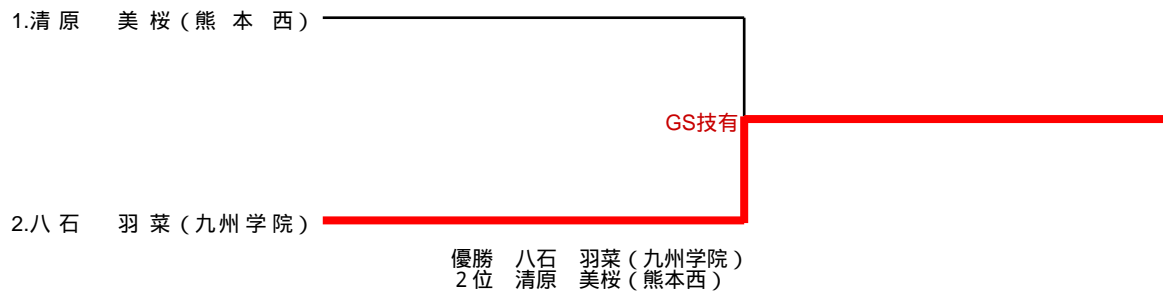 1.清原　美桜(熊本西)
GS技有
2.八石　羽菜(九州学院)
優勝　八石　羽菜(九州学院)
2位　清原　美桜(熊本西)